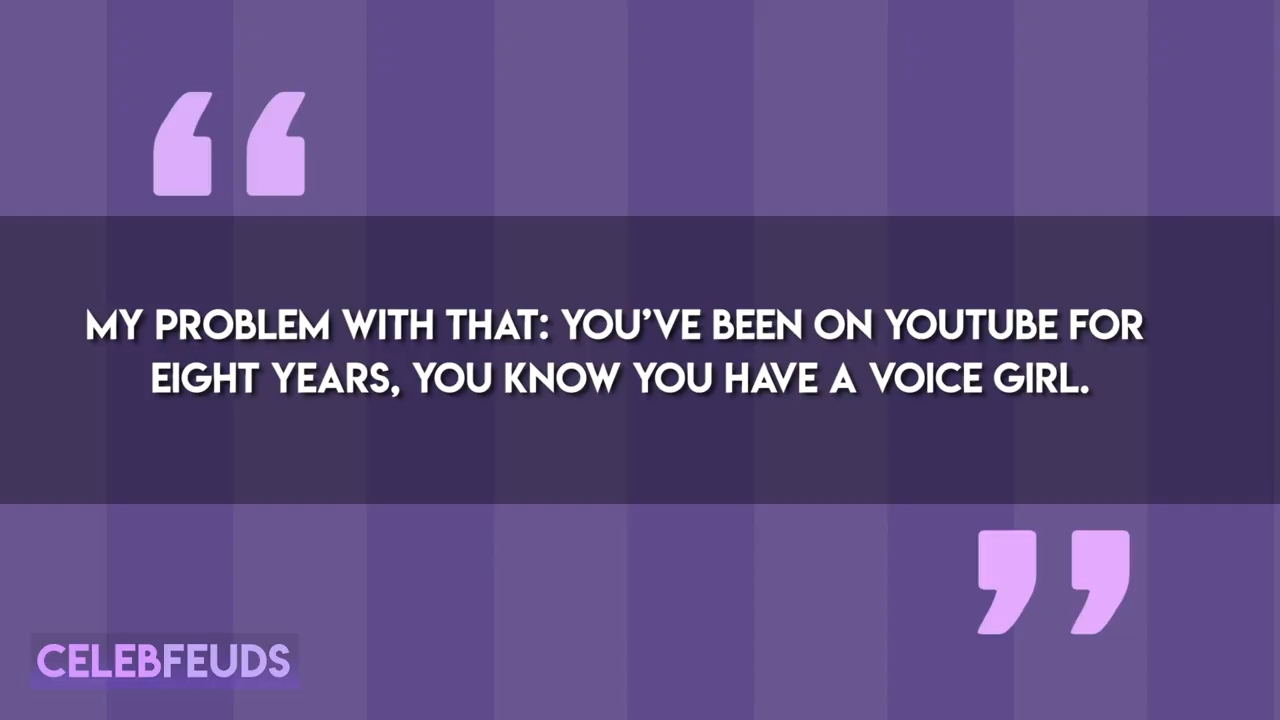 “
MY PROBLEM WITH THAT: YOU’VE BEEN ON YOUTUBE FOR
EIGHT YEARS, YOU KNOW YOU HAVE A VOICE GIRL.
”
CELEBFEUDS